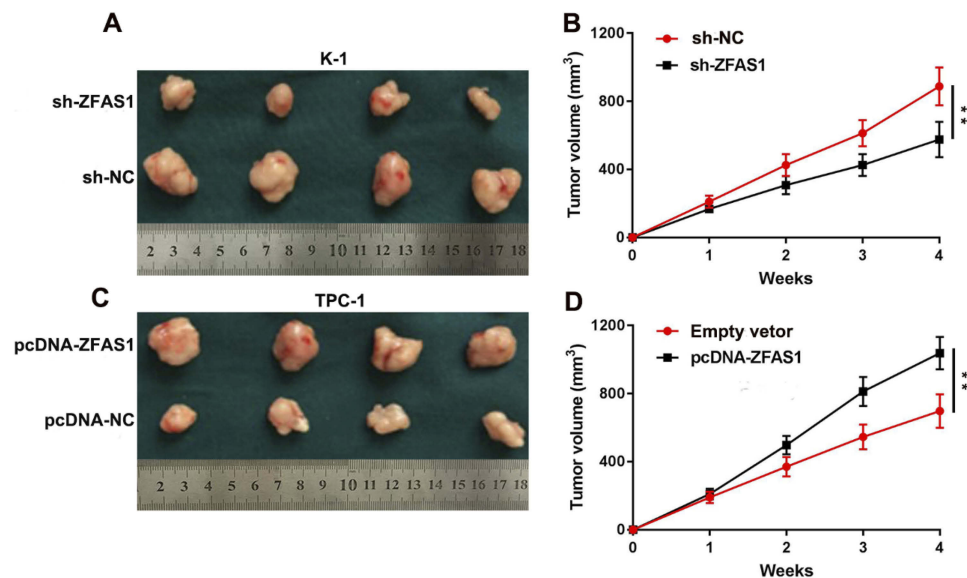 A
K-1
sh-ZFAS1
sh-NC
2 3 4 5 6 7 8 9 10 11 12 13 14 15 16 17 18
B
sh-NC
sh-ZFAS1
Tumor volume (mm³)
1200
800
400
0
0 1 2 3 4
Weeks
**
C
TPC-1
pcDNA-ZFAS1
pcDNA-NC
2 3 4 5 6 7 8 9 10 11 12 13 14 15 16 17 18
D
Empty vetor
pcDNA-ZFAS1
Tumor volume (mm³)
1200
800
400
0
0 1 2 3 4
Weeks
**